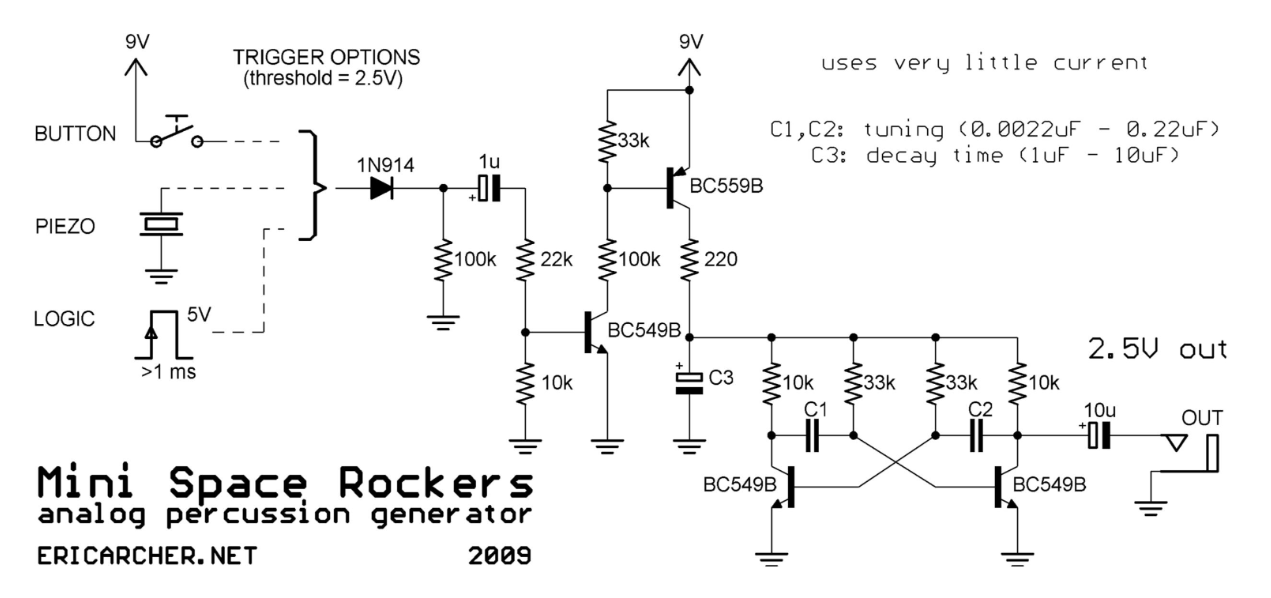 9V
TRIGGER OPTIONS
(threshold = 2.5V)
9V
uses very little current
BUTTON
C1,C2: tuning (0.0022uF - 0.22uF)
C3: decay time (1uF - 10uF)
33k
1N914
1u
+
BC559B
PIEZO
100k
22k
100k
220
LOGIC
5V
>1 ms
BC549B
2.5V out
10k
+
C3
10k
33k
33k
10k
C1
C2
+
10u
OUT
BC549B
BC549B
Mini Space Rockers
analog percussion generator
ERICARCHER.NET
2009